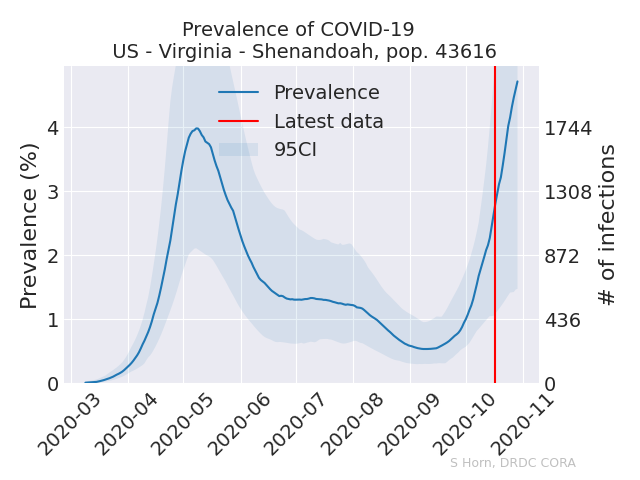 Prevalence of COVID-19
US - Virginia - Shenandoah, pop. 43616
Prevalence
Latest data
95CI
Prevalence (%)
4
3
2
1
0
1744
1308
872
436
0
# of infections
2020-03
2020-04
2020-05
2020-06
2020-07
2020-08
2020-09
2020-10
2020-11
S Horn, DRDC CORA